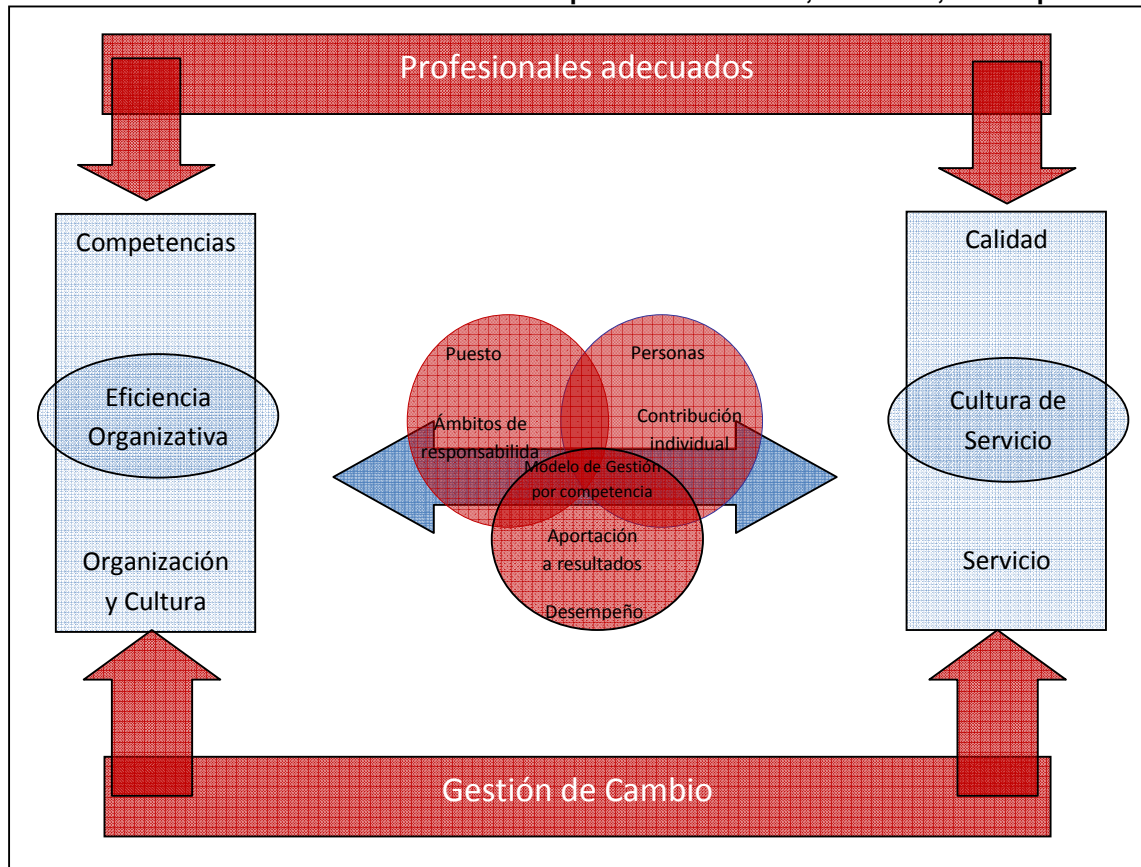 Profesionales adecuados
Competencias
Eficiencia
Organizativa
Organización
y Cultura
Puesto
Ámbitos de
responsabilida
Personas
Contribución
individual
Modelo de Gestión
por competencia
Aportación
a resultados
Desempeño
Calidad
Cultura de
Servicio
Servicio
Gestión de Cambio